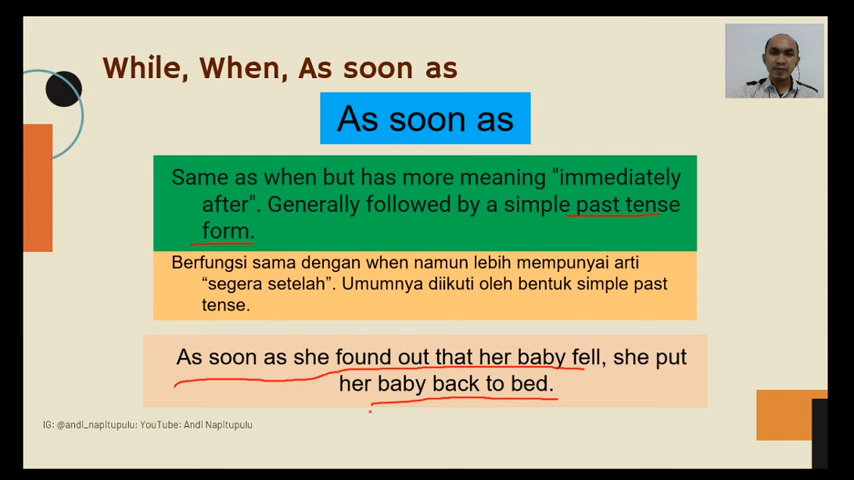 While, When, As soon as
As soon as
Same as when but has more meaning "immediately
after". Generally followed by a simple past tense
form.
Berfungsi sama dengan when namun lebih mempunyai arti
“segera setelah”. Umumnya diikuti oleh bentuk simple past
tense.
As soon as she found out that her baby fell, she put
her baby back to bed.
IG: @andi_napitupulu; YouTube: Andi Napitupulu